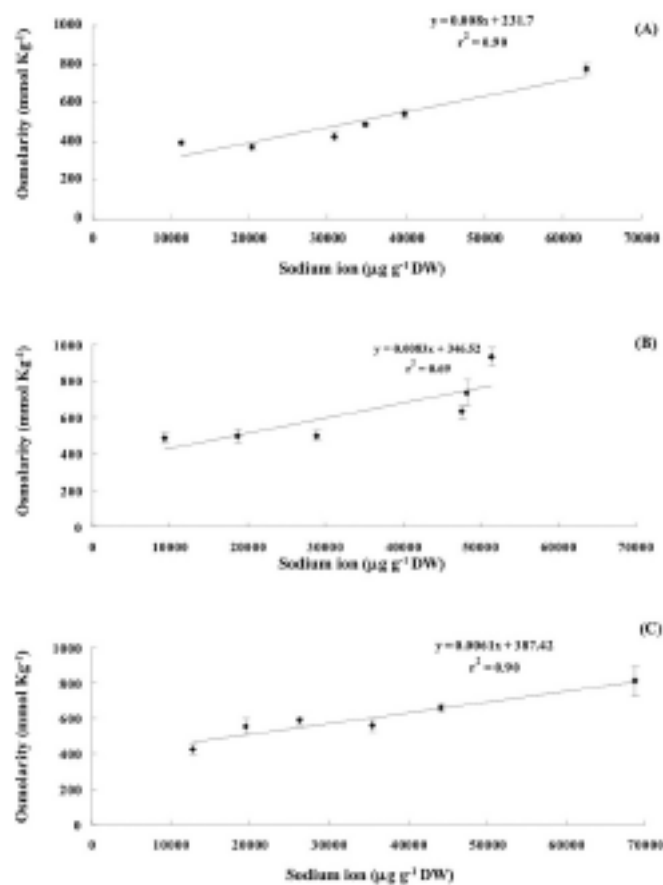 y = 0.008x + 231.7
r² = 0.90
(A)
Osmolarity (mmol Kg⁻¹)
1000
800
600
400
200
0
0 10000 20000 30000 40000 50000 60000 70000
Sodium ion (µg g⁻¹ DW)
(B)
y = 0.0083x + 346.52
r² = 0.69
Osmolarity (mmol Kg⁻¹)
1000
800
600
400
200
0
0 10000 20000 30000 40000 50000 60000 70000
Sodium ion (µg g⁻¹ DW)
(C)
y = 0.0061x + 387.42
r² = 0.90
Osmolarity (mmol Kg⁻¹)
1000
800
600
400
200
0
0 10000 20000 30000 40000 50000 60000 70000
Sodium ion (µg g⁻¹ DW)